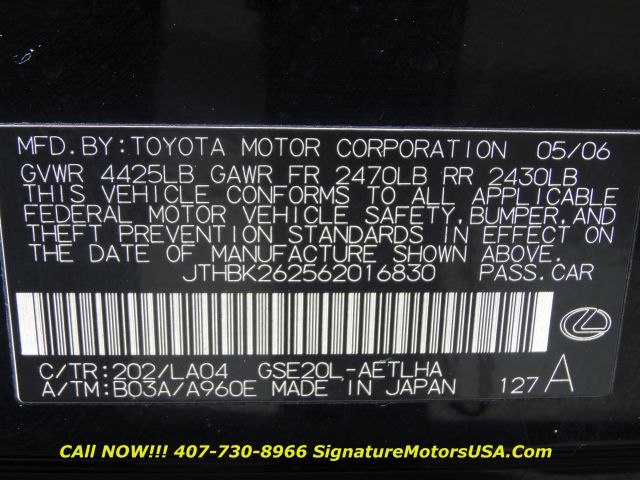 MFD.BY:TOYOTA MOTOR CORPORATION 05/06
GVWR 4425LB GAWR FR 2470LB RR 2430LB
THIS VEHICLE CONFORMS TO ALL APPLICABLE
FEDERAL MOTOR VEHICLE SAFETY,BUMPER,AND
THEFT PREVENTION STANDARDS IN EFFECT ON
THE DATE OF MANUFACTURE SHOWN ABOVE.
JTHBK262562016830 PASS.CAR
C/TR:202/LA04 GSE20L-AETLHA
A/TM:B03A/A960E MADE IN JAPAN 127 A
CALL NOW!!! 407-730-8966 SignatureMotorsUSA.Com